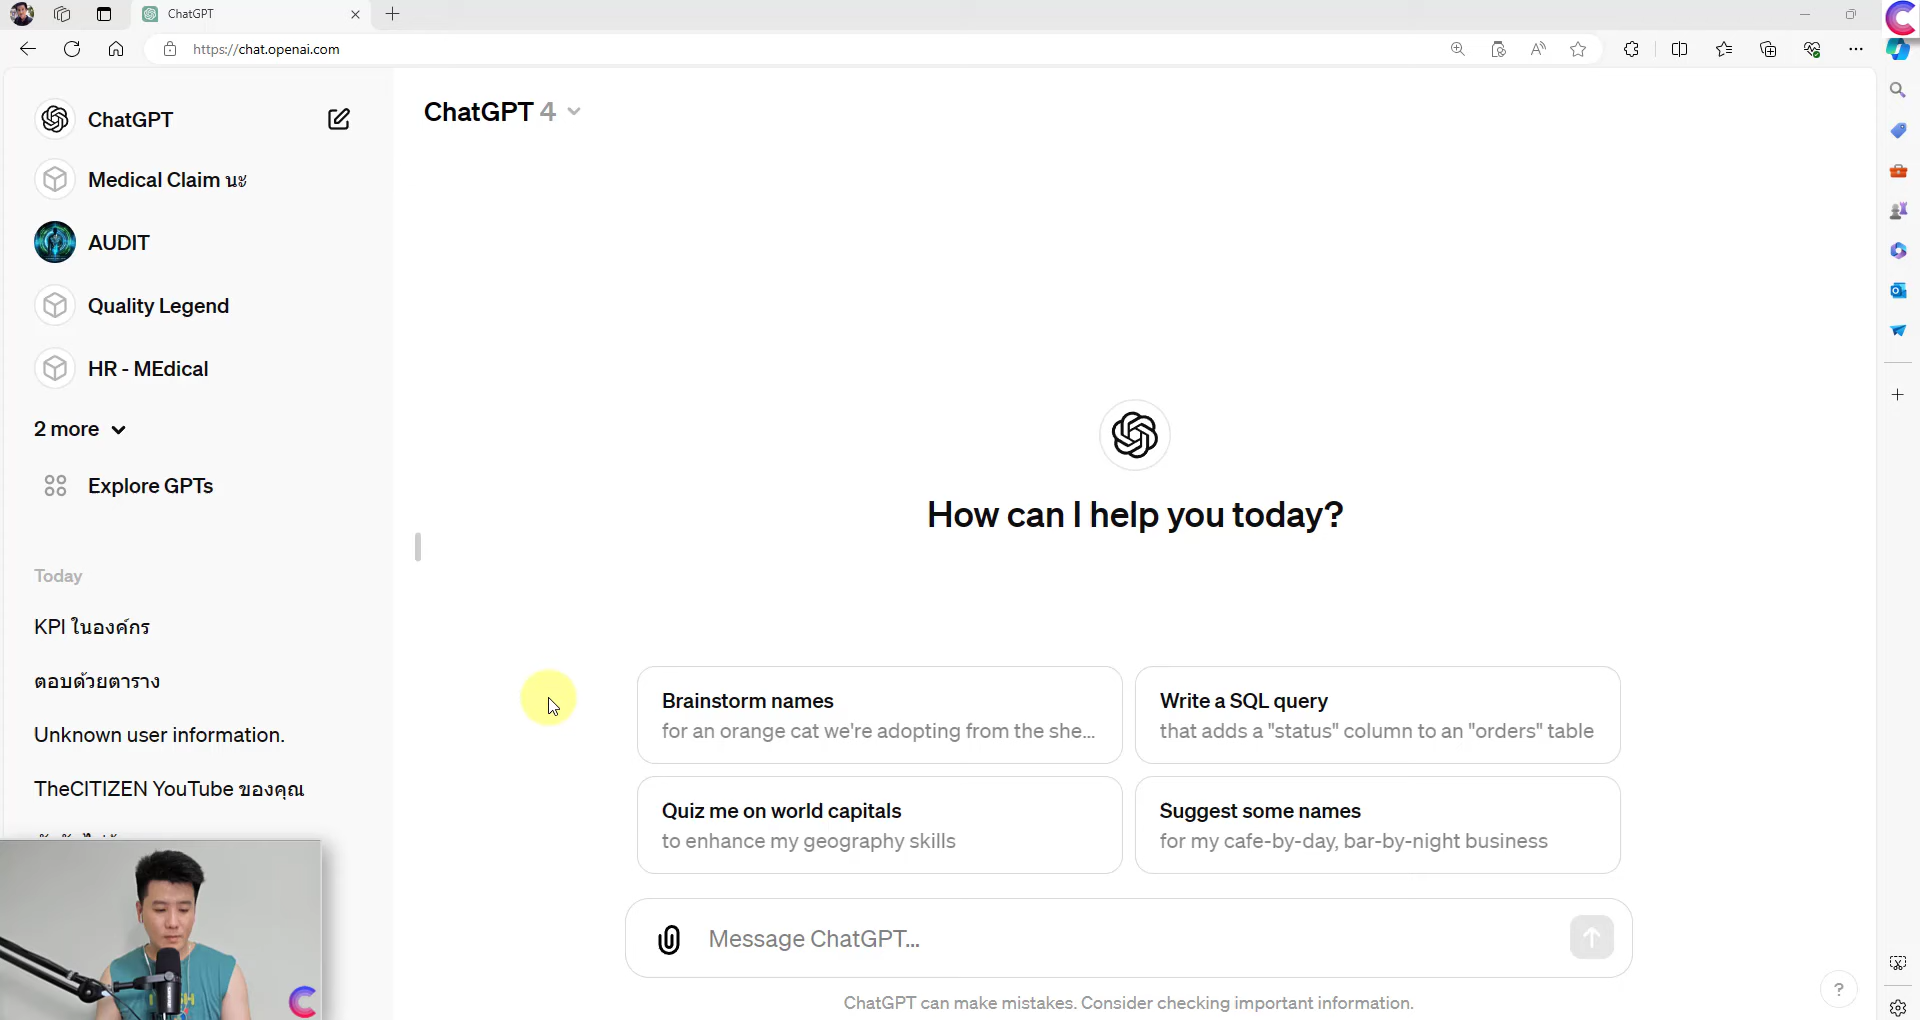 ChatGPT
https://chat.openai.com
ChatGPT
Medical Claim นะ
AUDIT
Quality Legend
HR - MEdical
2 more
Explore GPTs
Today
KPI ในองค์กร
ตอบด้วยตาราง
Unknown user information.
TheCITIZEN YouTube ของคุณ
ChatGPT 4
How can I help you today?
Brainstorm names
for an orange cat we're adopting from the she...
Write a SQL query
that adds a "status" column to an "orders" table
Quiz me on world capitals
to enhance my geography skills
Suggest some names
for my cafe-by-day, bar-by-night business
Message ChatGPT...
ChatGPT can make mistakes. Consider checking important information.
?